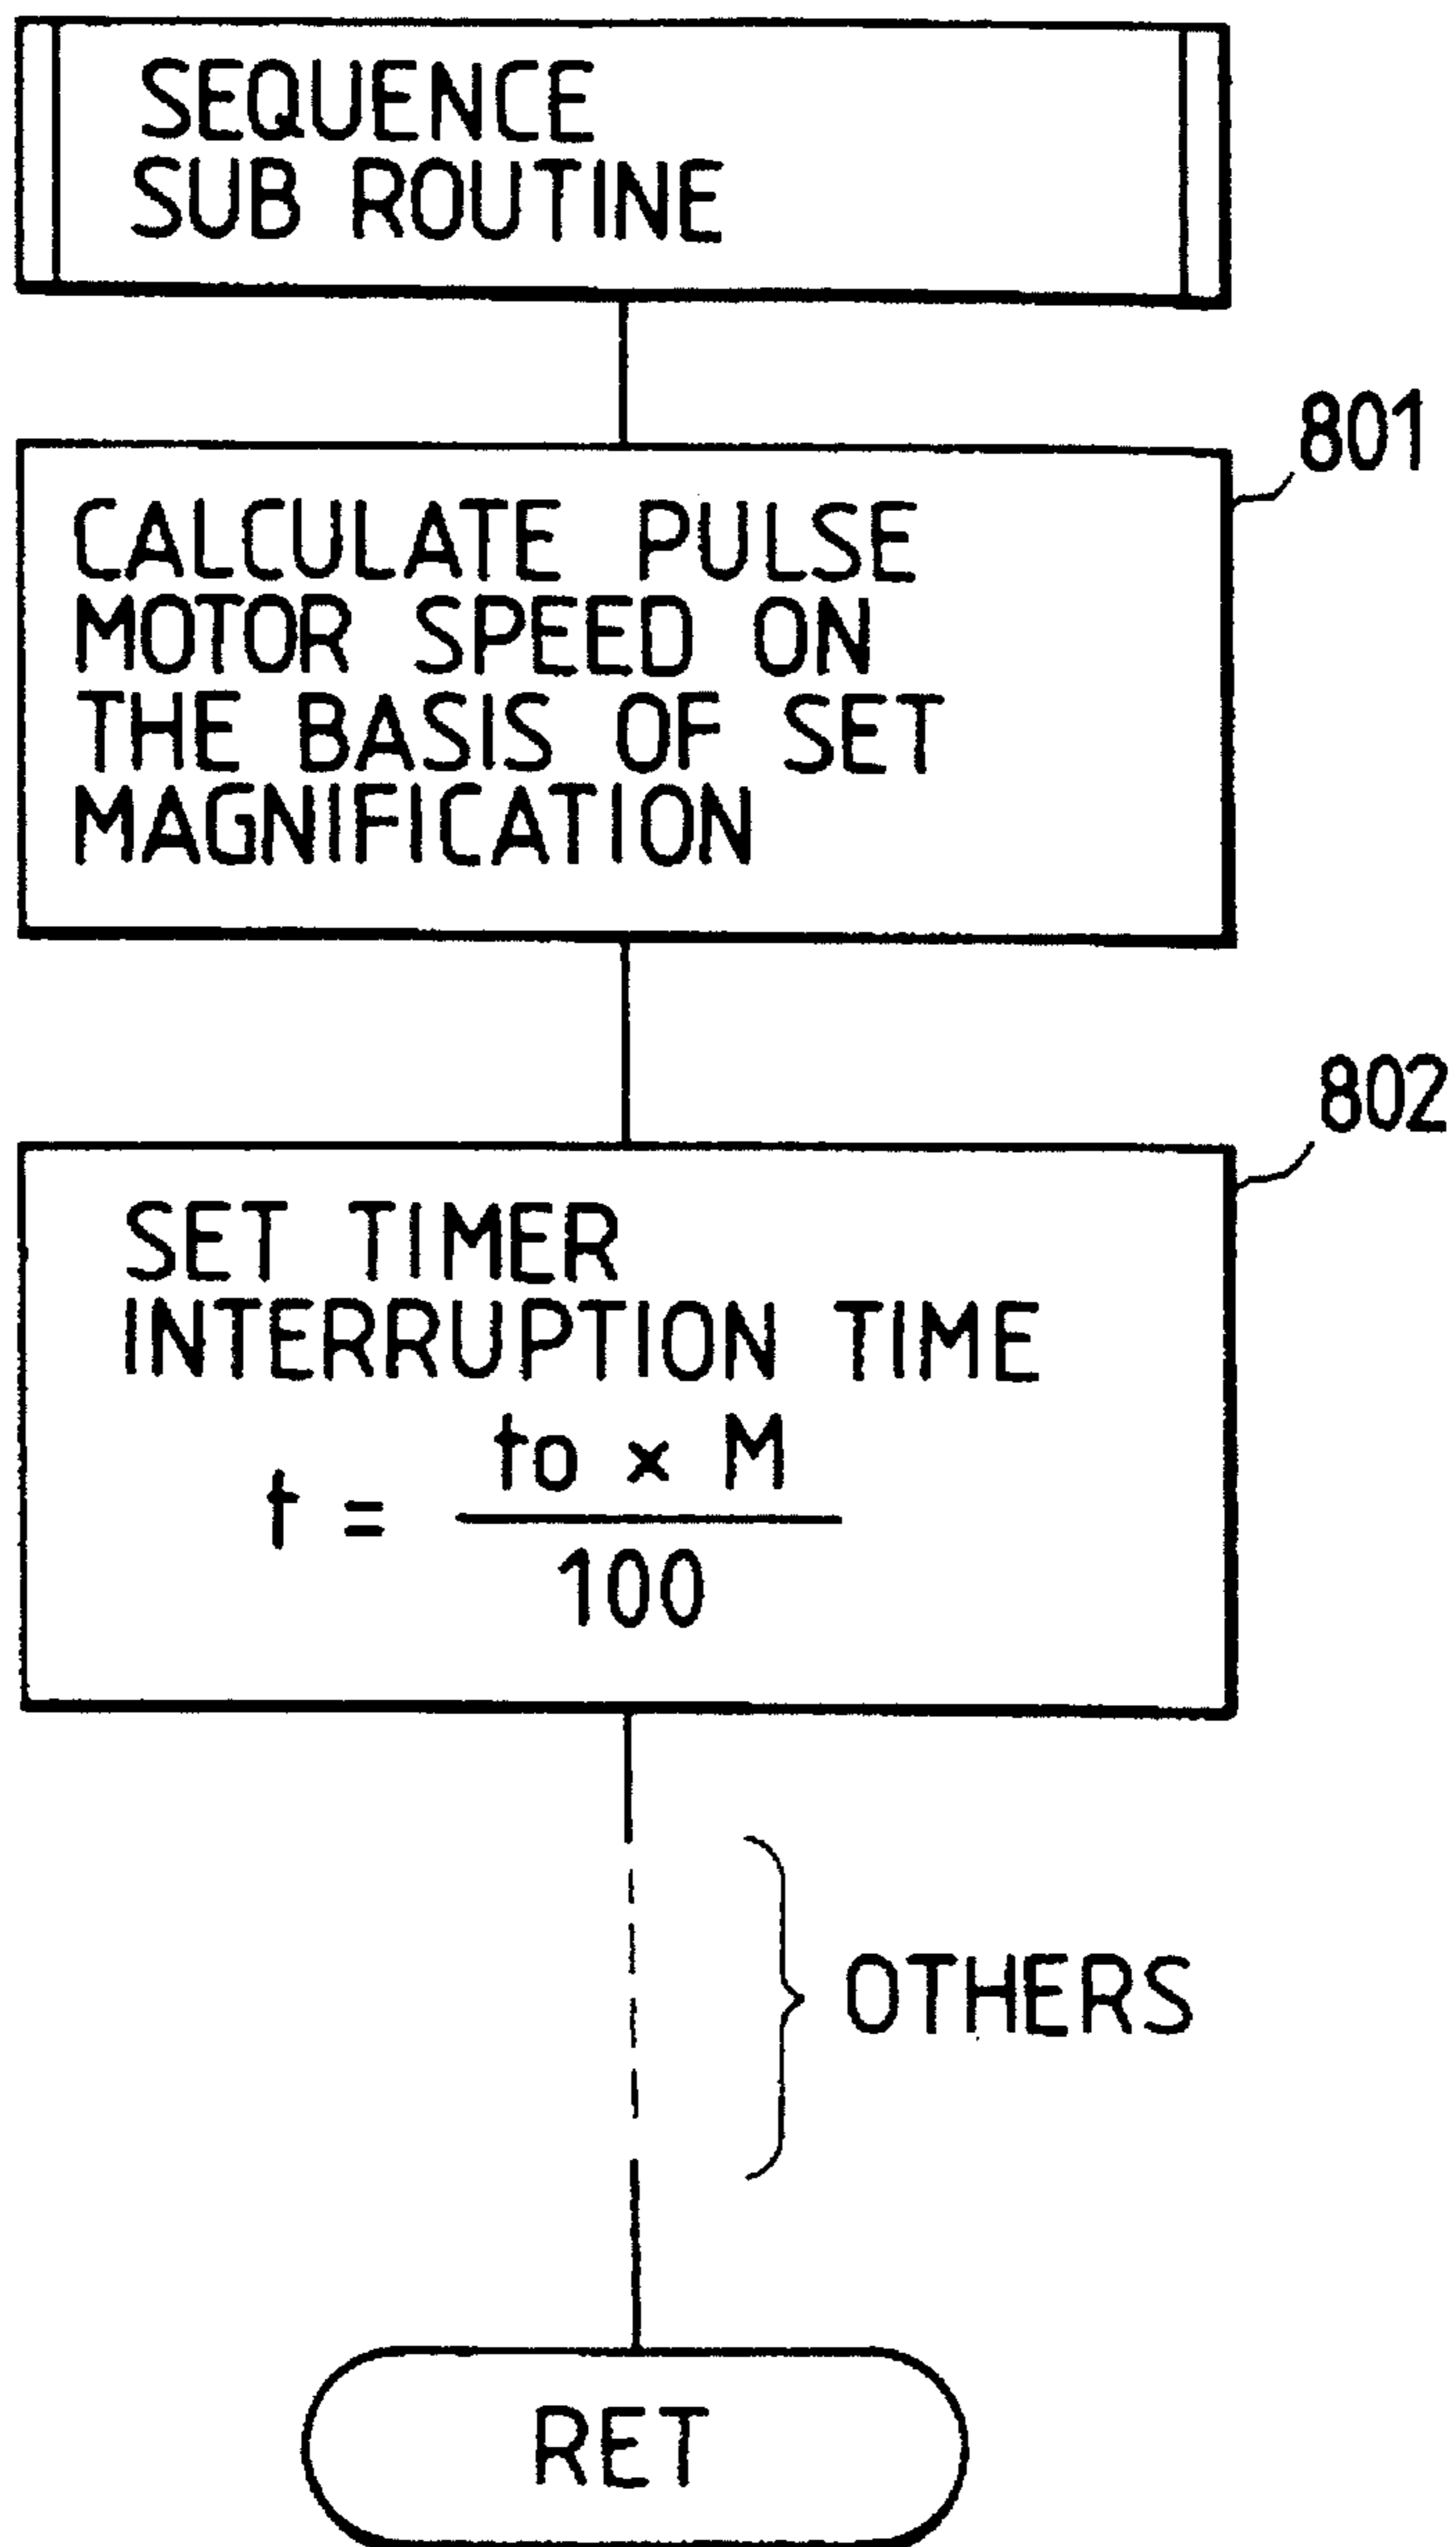 SEQUENCE
SUB ROUTINE
801
CALCULATE PULSE
MOTOR SPEED ON
THE BASIS OF SET
MAGNIFICATION
802
SET TIMER
INTERRUPTION TIME
t = to × M
100
OTHERS
RET